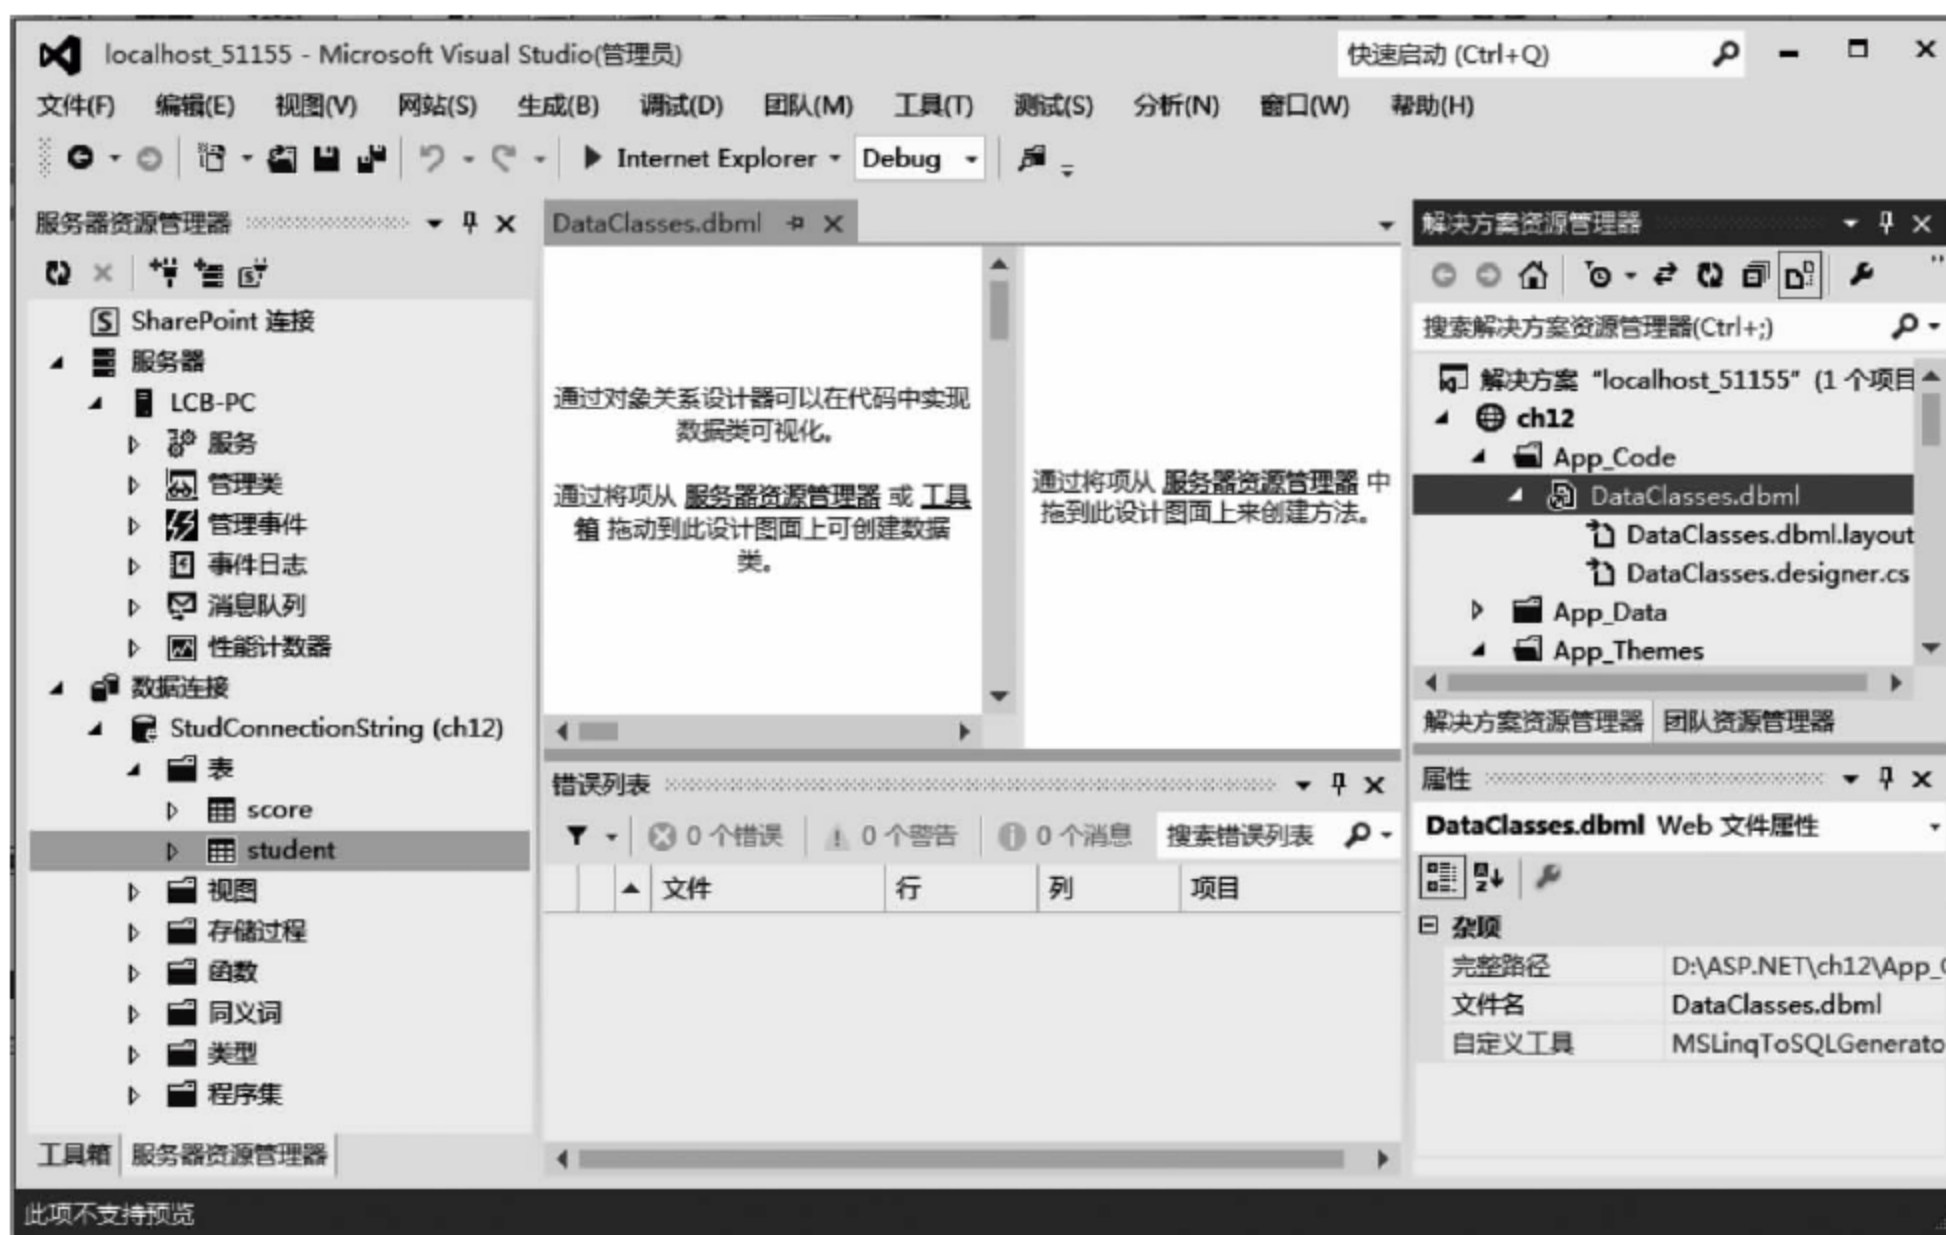 localhost_51155 - Microsoft Visual Studio(管理员)
快速启动 (Ctrl+Q)
文件(F) 编辑(E) 视图(V) 网站(S) 生成(B) 调试(D) 团队(M) 工具(T) 测试(S) 分析(N) 窗口(W) 帮助(H)
Internet Explorer Debug
服务器资源管理器
SharePoint 连接
服务器
LCB-PC
服务
管理类
管理事件
事件日志
消息队列
性能计数器
数据连接
StudConnectionString (ch12)
表
score
student
视图
存储过程
函数
同义词
类型
程序集
工具箱 服务器资源管理器
DataClasses.dbml
通过对象关系设计器可以在代码中实现
数据类可视化。
通过将项从 服务器资源管理器 或 工具
箱 拖动到此设计图面上可创建数据
类。
通过将项从 服务器资源管理器 中
拖到此设计图面上来创建方法。
错误列表
0 个错误 0 个警告 0 个消息 搜索错误列表
文件 行 列 项目
解决方案资源管理器
搜索解决方案资源管理器(Ctrl+;)
解决方案 "localhost_51155" (1 个项目
ch12
App_Code
DataClasses.dbml
DataClasses.dbml.layout
DataClasses.designer.cs
App_Data
App_Themes
解决方案资源管理器 团队资源管理器
属性
DataClasses.dbml Web 文件属性
杂项
完整路径 D:\ASP.NET\ch12\App_
文件名 DataClasses.dbml
自定义工具 MSLinqToSQLGenerato
此项不支持预览